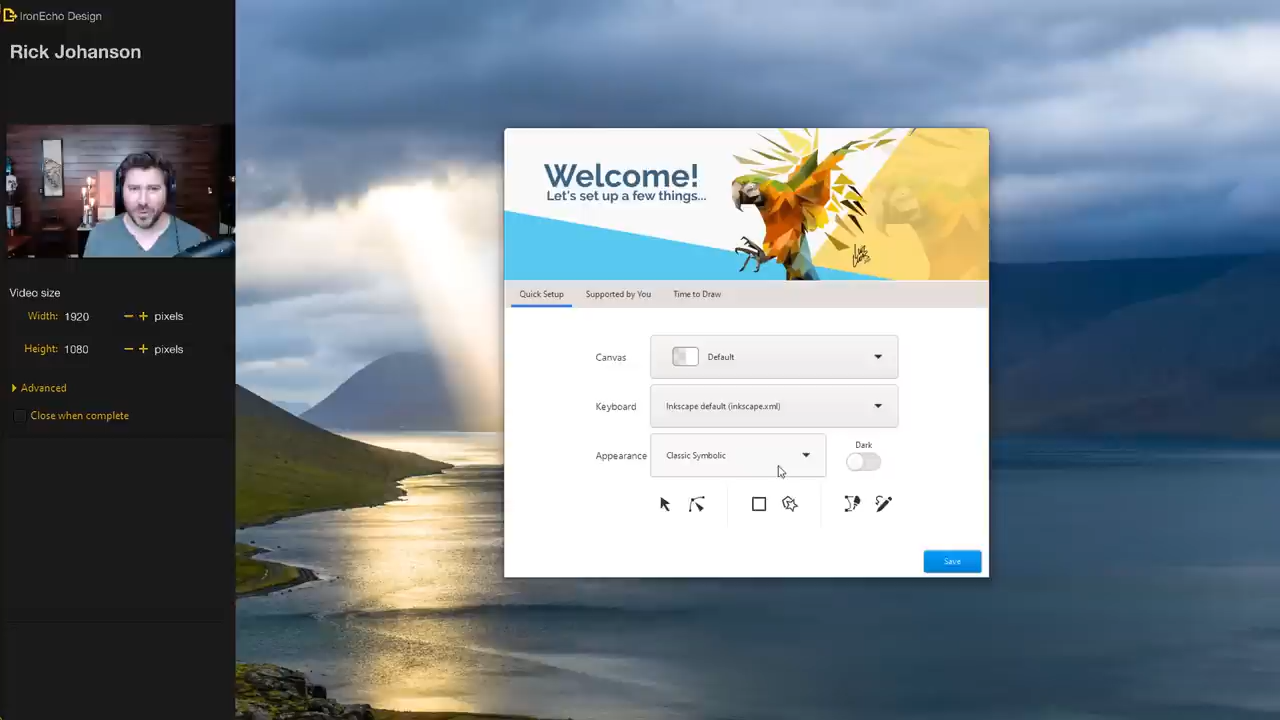 IronEcho Design
Rick Johanson
Video size
Width: 1920 pixels
Height: 1080 pixels
Advanced
Close when complete
Welcome!
Let's set up a few things...
Quick Setup
Supported by You
Time to Draw
Canvas
Default
Keyboard
Inkscape default (inkscape.xml)
Appearance
Classic Symbolic
Dark
Save